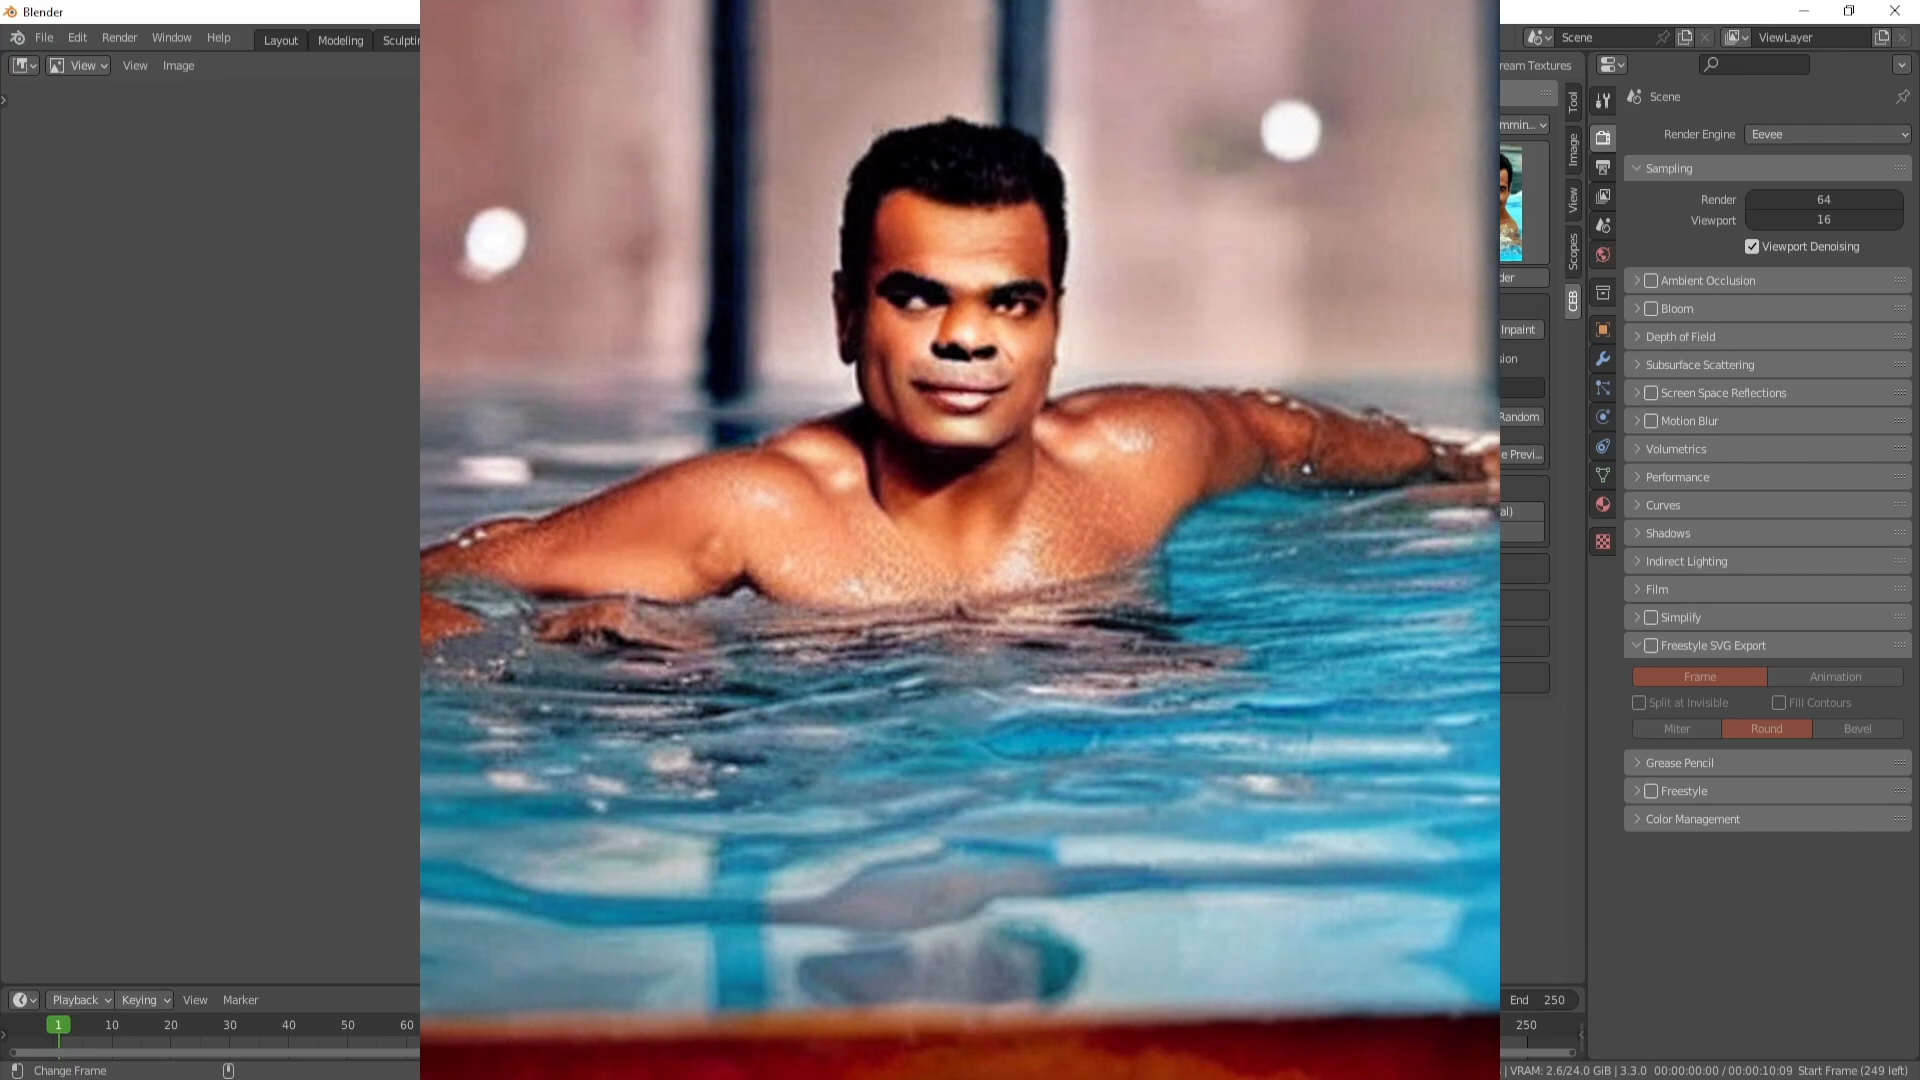 Blender
File Edit Render Window Help Layout Modeling Sculptin
Scene ViewLayer
View View Image
ream Textures
Tool
Image
View
Scopes
CEB
mmin...
der
Inpaint
sion
Random
e Previ...
al)
Scene
Render Engine Eevee
Sampling
Render 64
Viewport 16
Viewport Denoising
Ambient Occlusion
Bloom
Depth of Field
Subsurface Scattering
Screen Space Reflections
Motion Blur
Volumetrics
Performance
Curves
Shadows
Indirect Lighting
Film
Simplify
Freestyle SVG Export
Frame Animation
Split at Invisible Fill Contours
Miter Round Bevel
Grease Pencil
Freestyle
Color Management
Playback Keying View Marker
End 250
1 10 20 30 40 50 60
250
Change Frame
| VRAM: 2.6/24.0 GiB | 3.3.0 00:00:00:00 / 00:00:10:09 Start Frame (249 left)